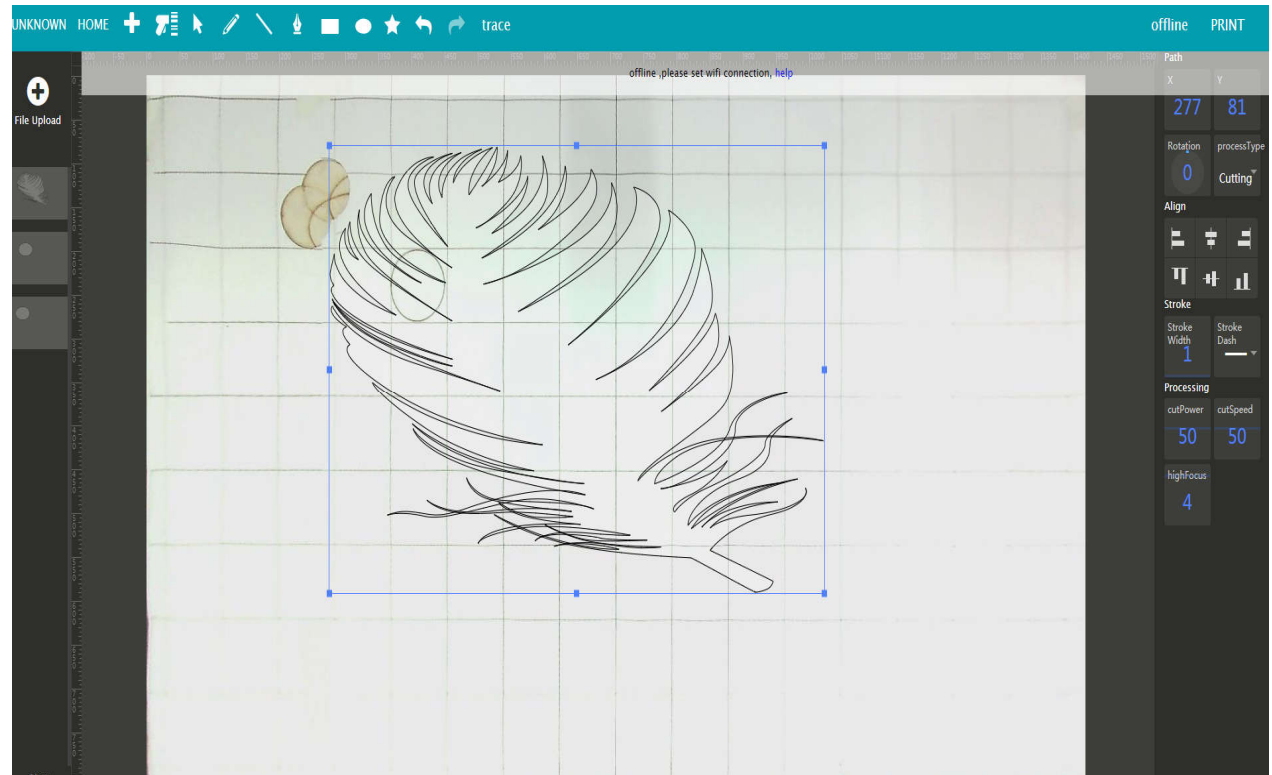 UNKNOWN HOME trace offline PRINT
offline ,please set wifi connection, help
File Upload
Path
X Y
277 81
Rotation processType
0 Cutting
Align
Stroke
Stroke Width Stroke Dash
1
Processing
cutPower cutSpeed
50 50
highFocus
4